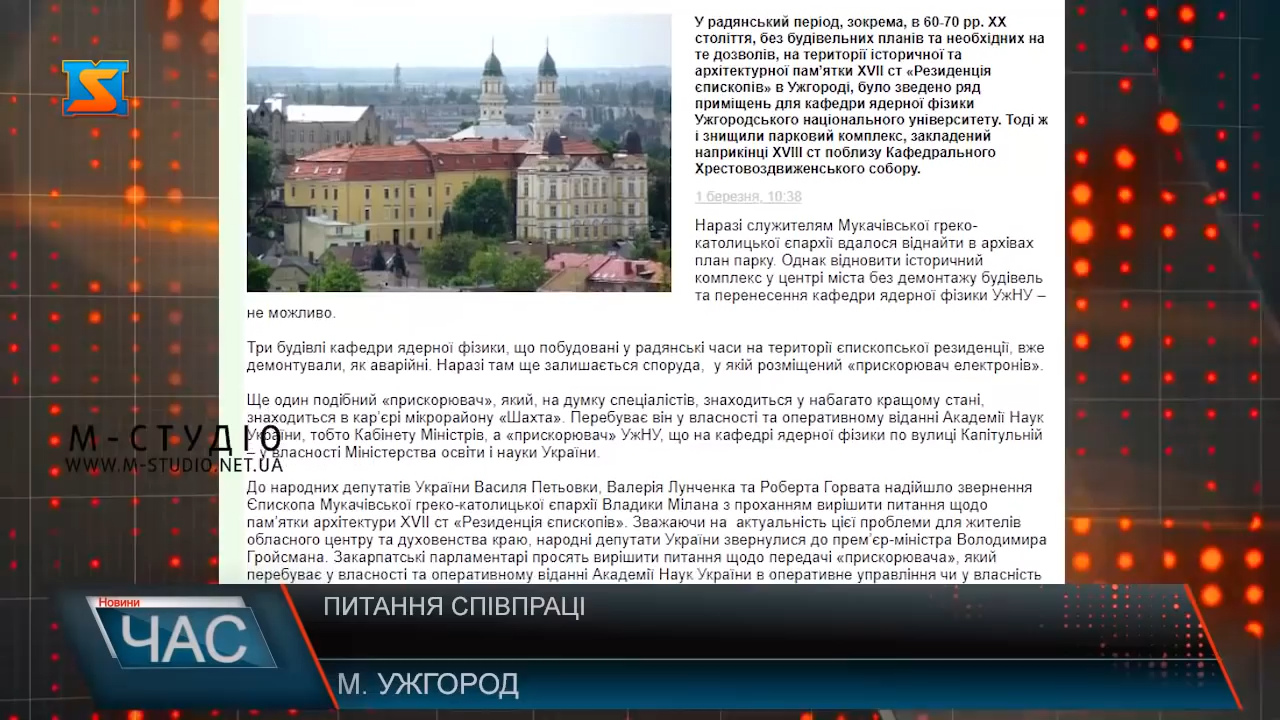 У радянський період, зокрема, в 60-70 рр. ХХ
століття, без будівельних планів та необхідних на
те дозволів, на території історичної та
архітектурної пам'ятки XVII ст «Резиденція
єпископів» в Ужгороді, було зведено ряд
приміщень для кафедри ядерної фізики
Ужгородського національного університету. Тоді ж
і знищили парковий комплекс, закладений
наприкінці XVIII ст поблизу Кафедрального
Хрестовоздвиженського собору.
1 березня, 10:38
Наразі служителям Мукачівської греко-
католицької єпархії вдалося віднайти в архівах
план парку. Однак відновити історичний
комплекс у центрі міста без демонтажу будівель
та перенесення кафедри ядерної фізики УжНУ –
не можливо.
Три будівлі кафедри ядерної фізики, що побудовані у радянські часи на території єпископської резиденції, вже
демонтували, як аварійні. Наразі там ще залишається споруда, у якій розміщений «прискорювач електронів».
Ще один подібний «прискорювач», який, на думку спеціалістів, знаходиться у набагато кращому стані,
знаходиться в кар'єрі мікрорайону «Шахта». Перебуває він у власності та оперативному віданні Академії Наук
України, тобто Кабінету Міністрів, а «прискорювач» УжНУ, що на кафедрі ядерної фізики по вулиці Капітульній
– у власності Міністерства освіти і науки України.
М-СТУДІО
WWW.M-STUDIO.NET.UA
До народних депутатів України Василя Петьовки, Валерія Лунченка та Роберта Горвата надійшло звернення
Єпископа Мукачівської греко-католицької єпархії Владики Мілана з проханням вирішити питання щодо
пам'ятки архітектури XVII ст «Резиденція єпископів». Зважаючи на актуальність цієї проблеми для жителів
обласного центру та духовенства краю, народні депутати України звернулися до прем'єр-міністра Володимира
Гройсмана. Закарпатські парламентарі просять вирішити питання щодо передачі «прискорювача», який
перебуває у власності та оперативному віданні Академії Наук України в оперативне управління чи у власність
Новини
ЧАС
ПИТАННЯ СПІВПРАЦІ
М. УЖГОРОД